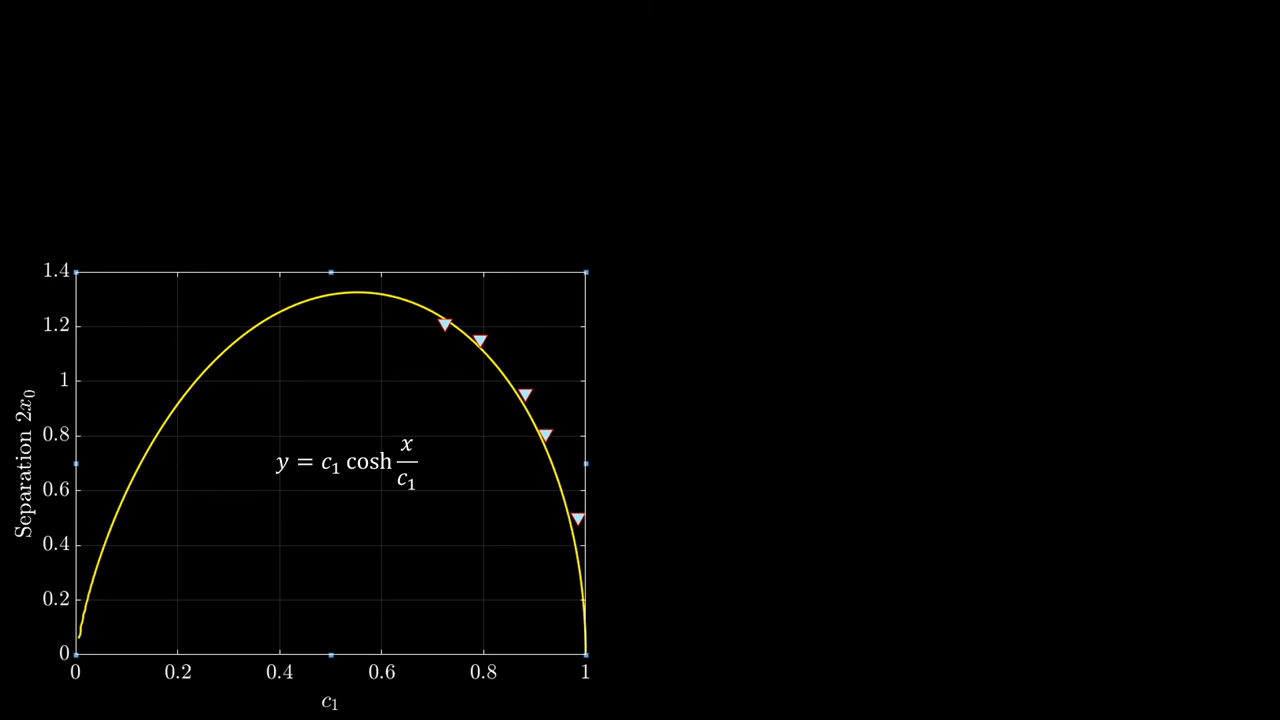 1.4
1.2
1
0.8
0.6
0.4
0.2
0
Separation 2x₀
y = c₁ cosh x/c₁
0 0.2 0.4 0.6 0.8 1
c₁